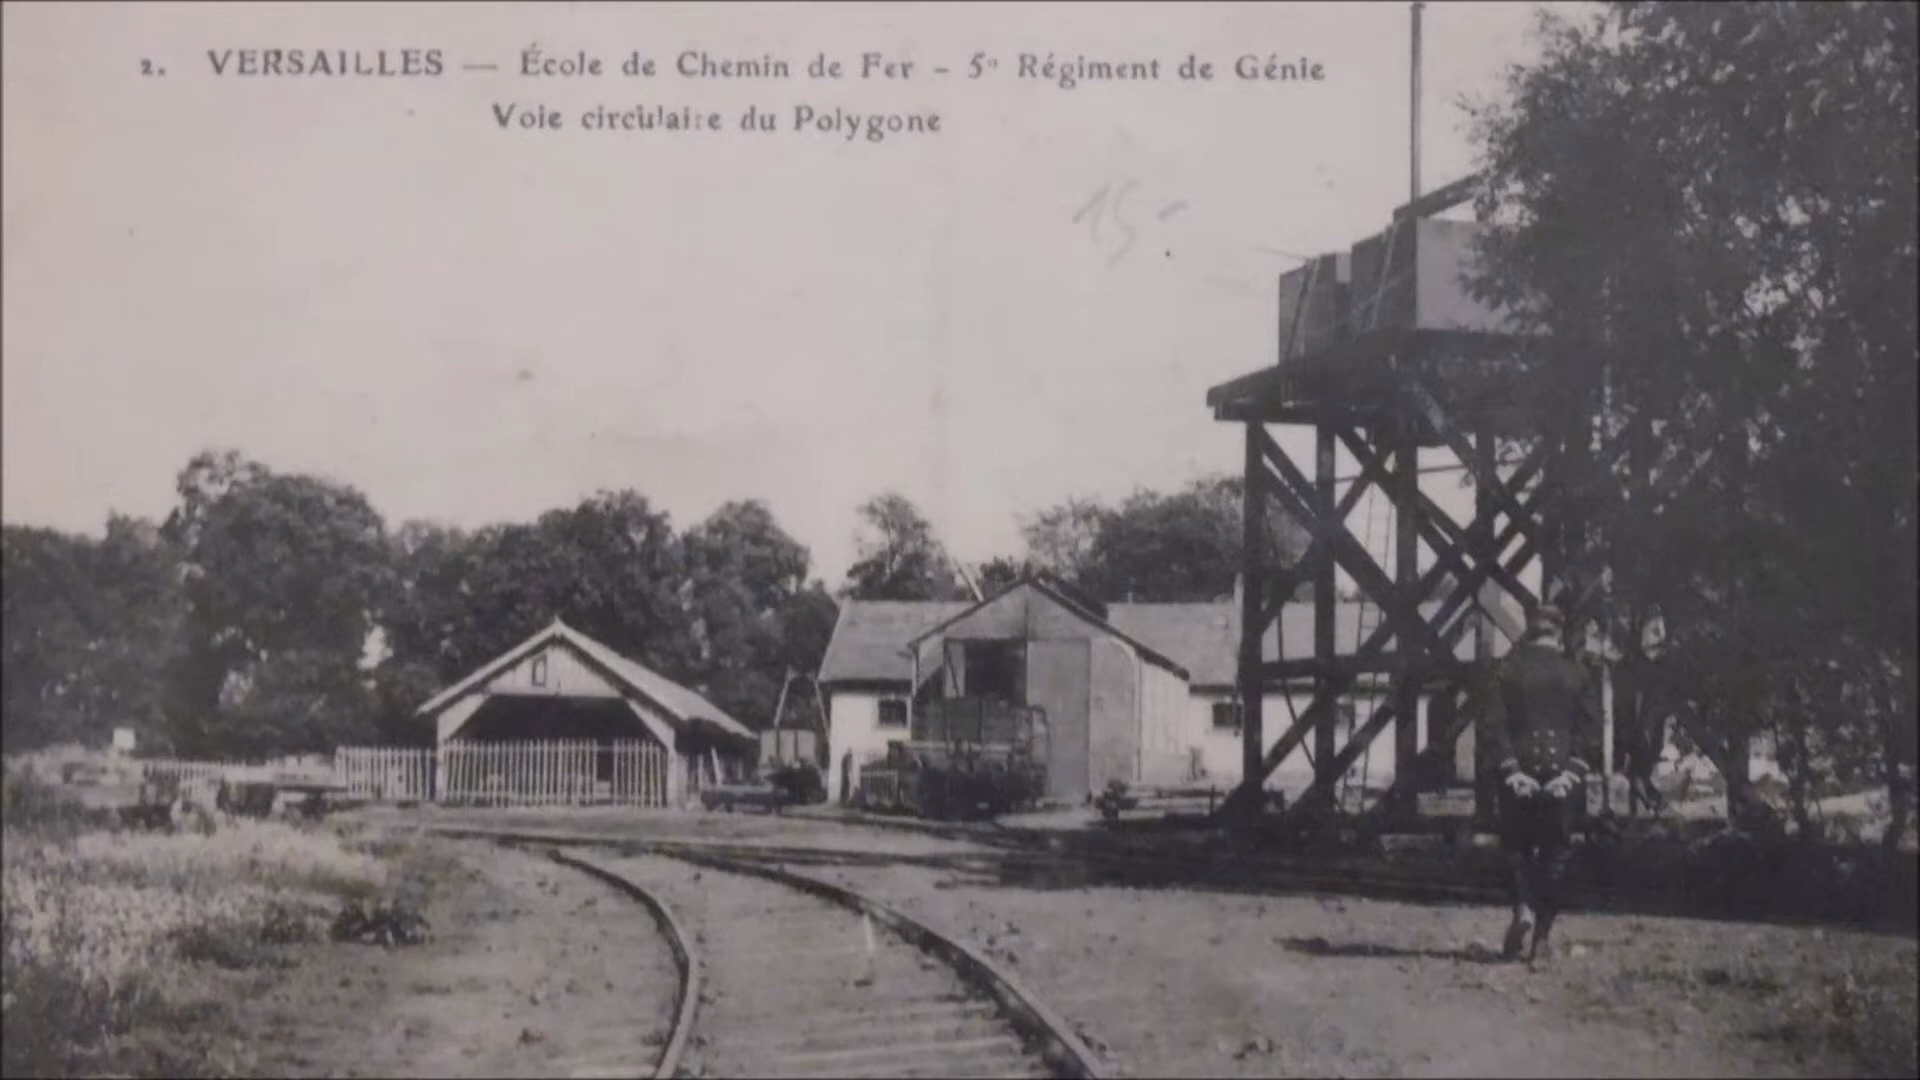 2. VERSAILLES — École de Chemin de Fer - 5e Régiment de Génie
Voie circulaire du Polygone
15-